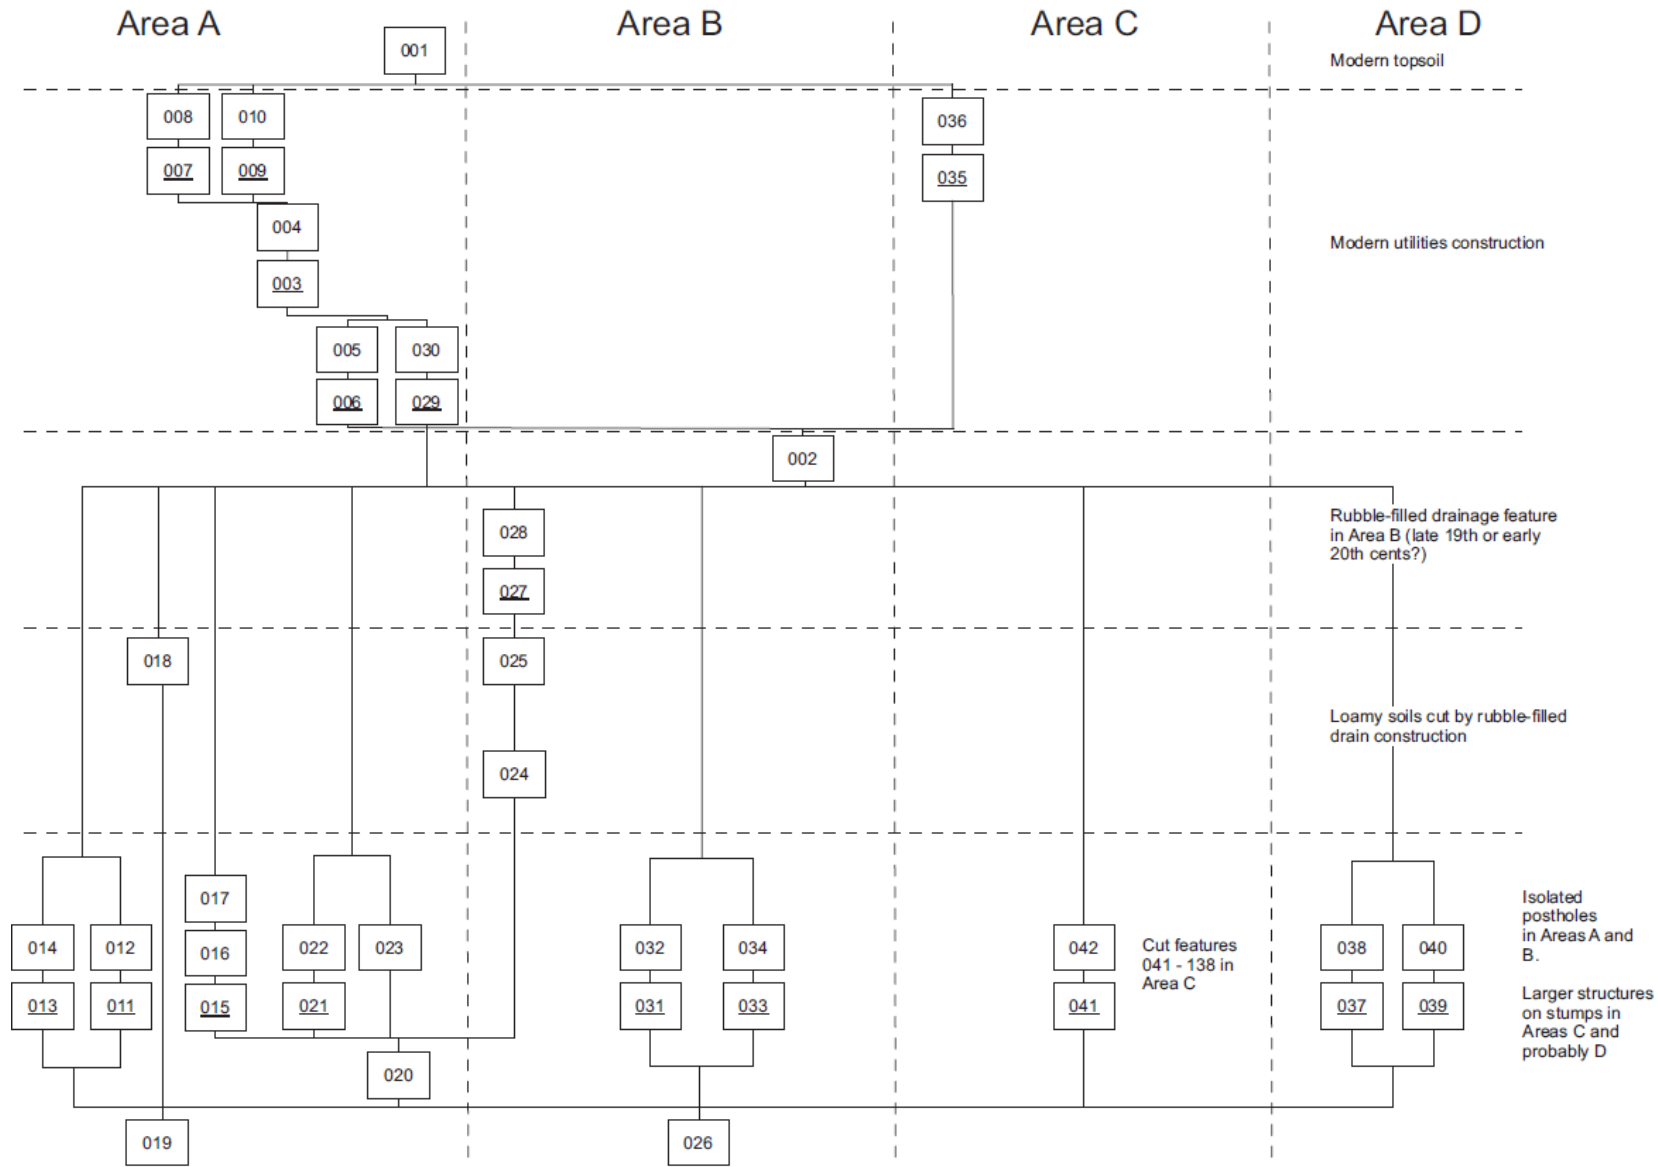 Area A
Area B
Area C
Area D
001
Modern topsoil
008
010
036
007
009
035
004
Modern utilities construction
003
005
030
006
029
002
Rubble-filled drainage feature
in Area B (late 19th or early
20th cents?)
028
027
018
025
Loamy soils cut by rubble-filled
drain construction
024
017
014
012
016
022
023
032
034
042
Cut features
041 - 138 in
Area C
038
040
Isolated
postholes
in Areas A and
B.
013
011
015
021
031
033
041
037
039
Larger structures
on stumps in
Areas C and
probably D
020
019
026